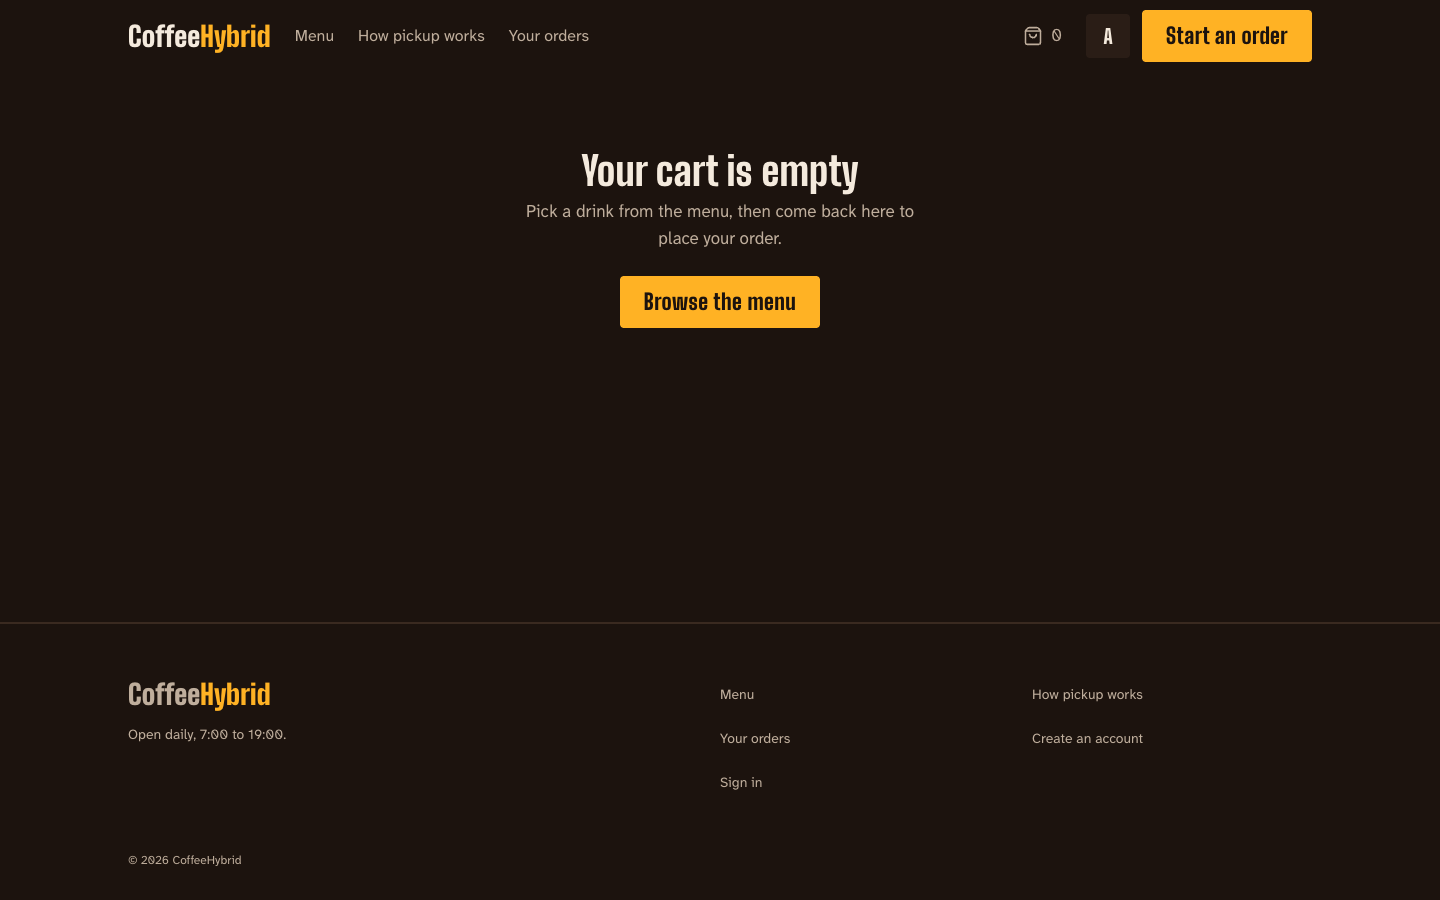 CoffeeHybrid Menu How pickup works Your orders 0 A Start an order
Your cart is empty
Pick a drink from the menu, then come back here to
place your order.
Browse the menu
CoffeeHybrid
Open daily, 7:00 to 19:00.
Menu
Your orders
Sign in
How pickup works
Create an account
© 2026 CoffeeHybrid